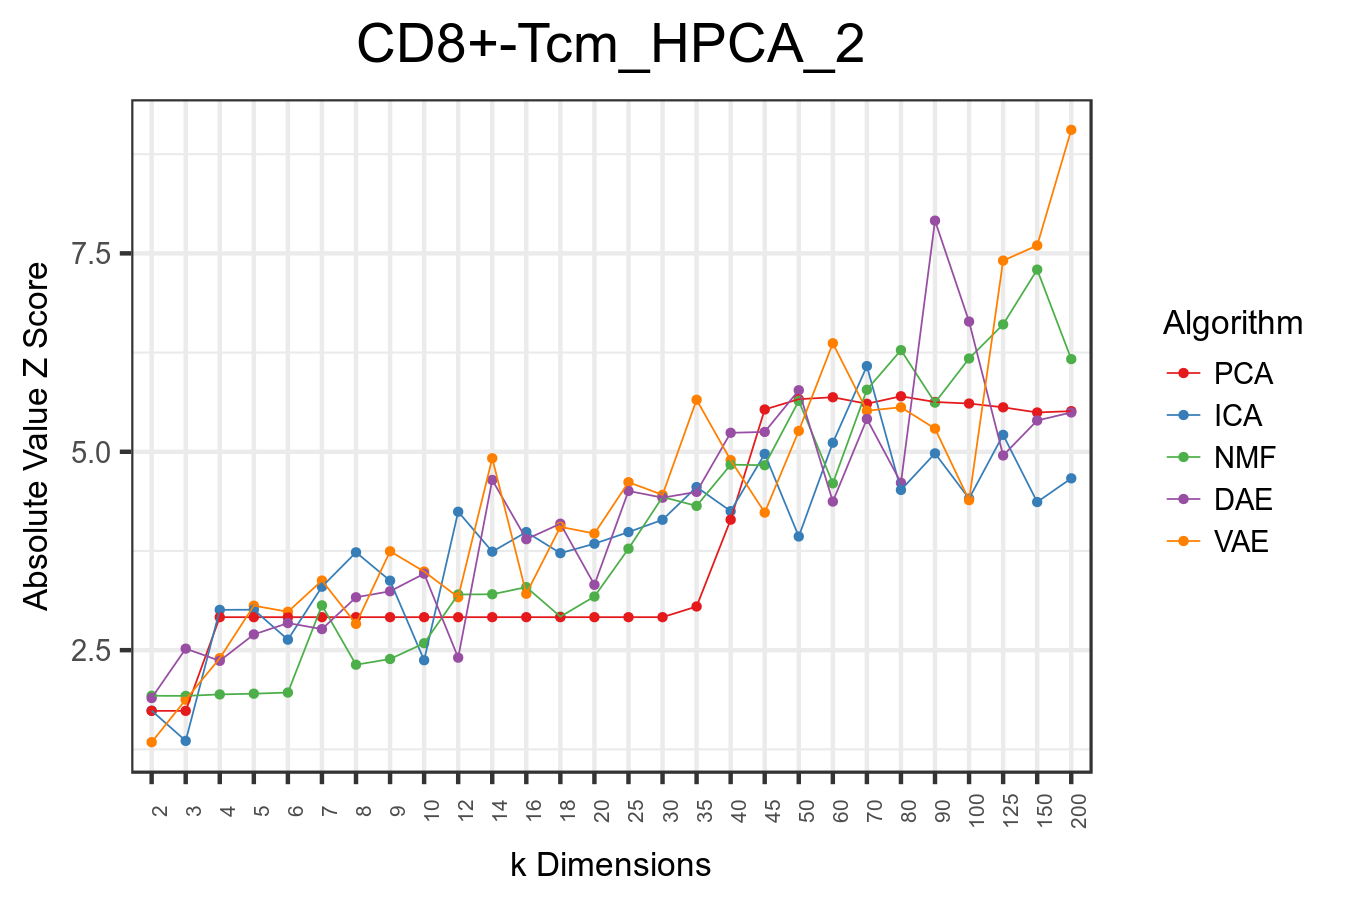 CD8+-Tcm_HPCA_2
Absolute Value Z Score
7.5
5.0
2.5
2 3 4 5 6 7 8 9 10 12 14 16 18 20 25 30 35 40 45 50 60 70 80 90 100 125 150 200
k Dimensions
Algorithm
PCA
ICA
NMF
DAE
VAE